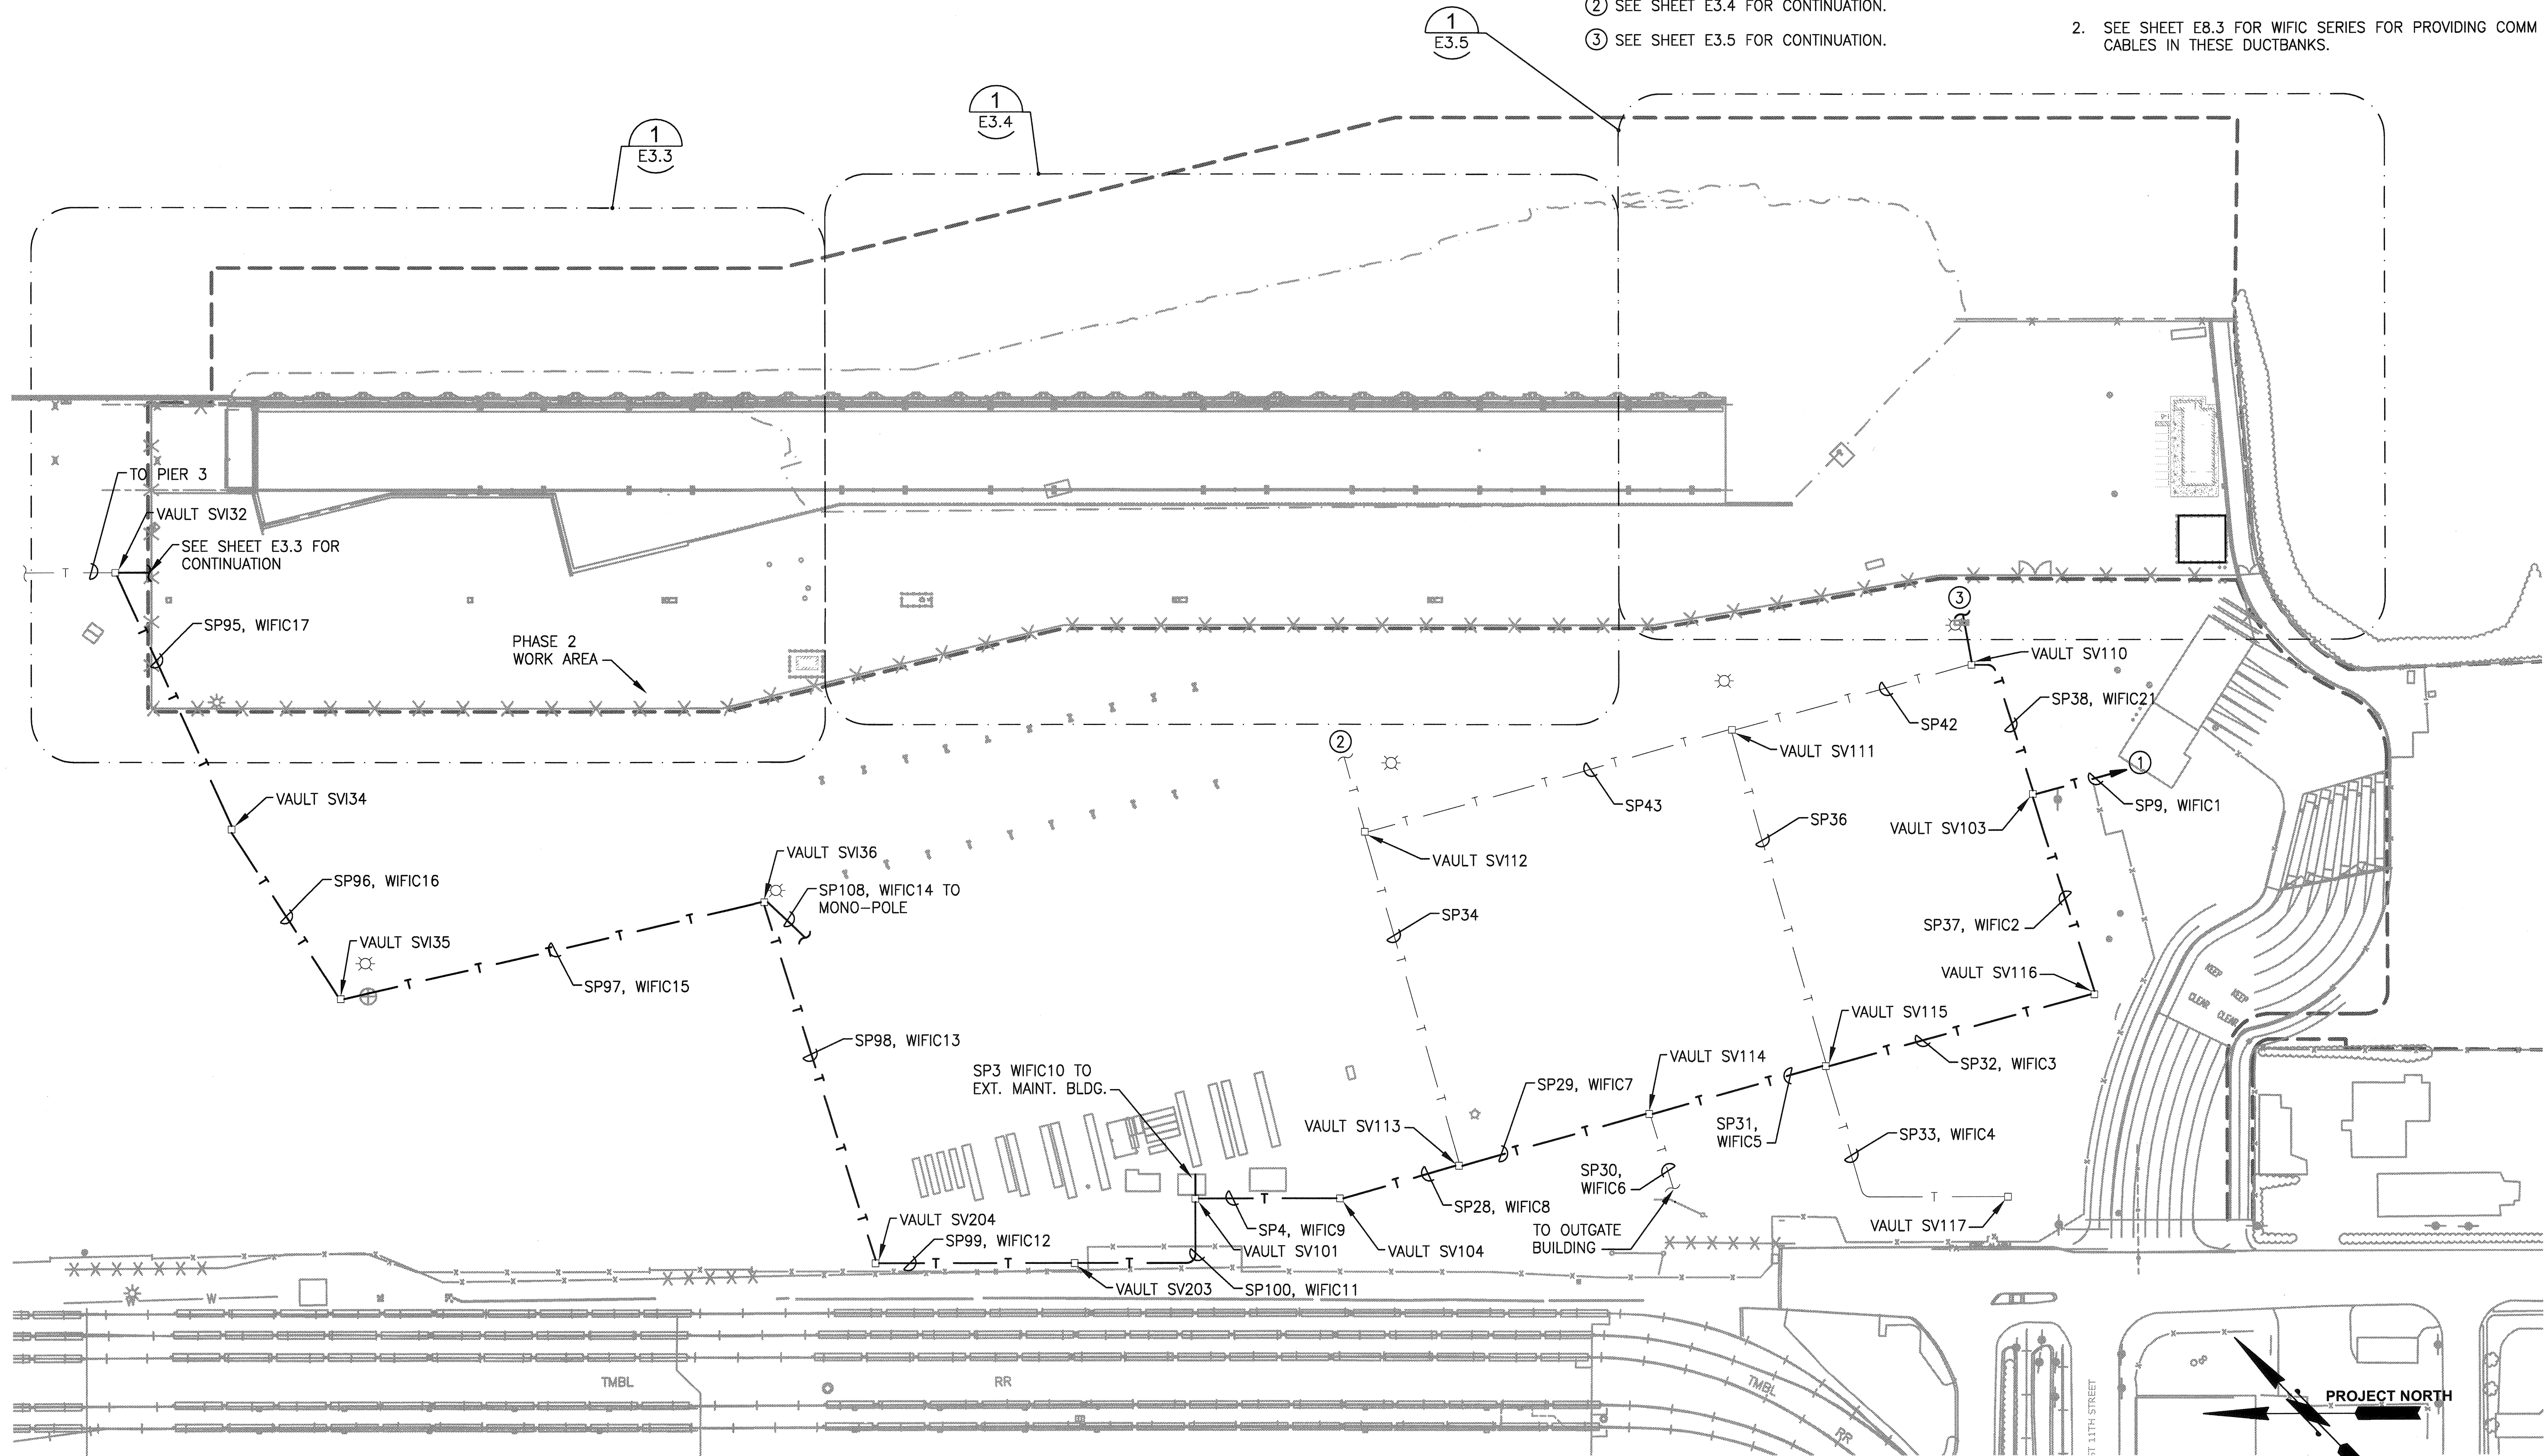 ② SEE SHEET E3.4 FOR CONTINUATION.
③ SEE SHEET E3.5 FOR CONTINUATION.
2. SEE SHEET E8.3 FOR WIFIC SERIES FOR PROVIDING COMM
CABLES IN THESE DUCTBANKS.
1
E3.5
1
E3.4
1
E3.3
TO PIER 3
VAULT SVI32
SEE SHEET E3.3 FOR
CONTINUATION
T
SP95, WIFIC17
PHASE 2
WORK AREA
③
VAULT SV110
SP38, WIFIC21
SP42
②
VAULT SV111
①
SP9, WIFIC1
VAULT SVI34
SP43
SP36
VAULT SV103
VAULT SVI36
VAULT SV112
SP96, WIFIC16
SP108, WIFIC14 TO
MONO-POLE
SP34
SP37, WIFIC2
VAULT SVI35
VAULT SV116
KEEP
CLEAR
KEEP
CLEAR
SP97, WIFIC15
VAULT SV115
SP98, WIFIC13
VAULT SV114
SP32, WIFIC3
SP3 WIFIC10 TO
EXT. MAINT. BLDG.
SP29, WIFIC7
VAULT SV113
SP31,
WIFIC5
SP33, WIFIC4
SP30,
WIFIC6
SP28, WIFIC8
VAULT SV204
SP4, WIFIC9
TO OUTGATE
BUILDING
VAULT SV117
SP99, WIFIC12
VAULT SV101
VAULT SV104
VAULT SV203
SP100, WIFIC11
W
W
TMBL
RR
TMBL
RR
ST 11TH STREET
PROJECT NORTH